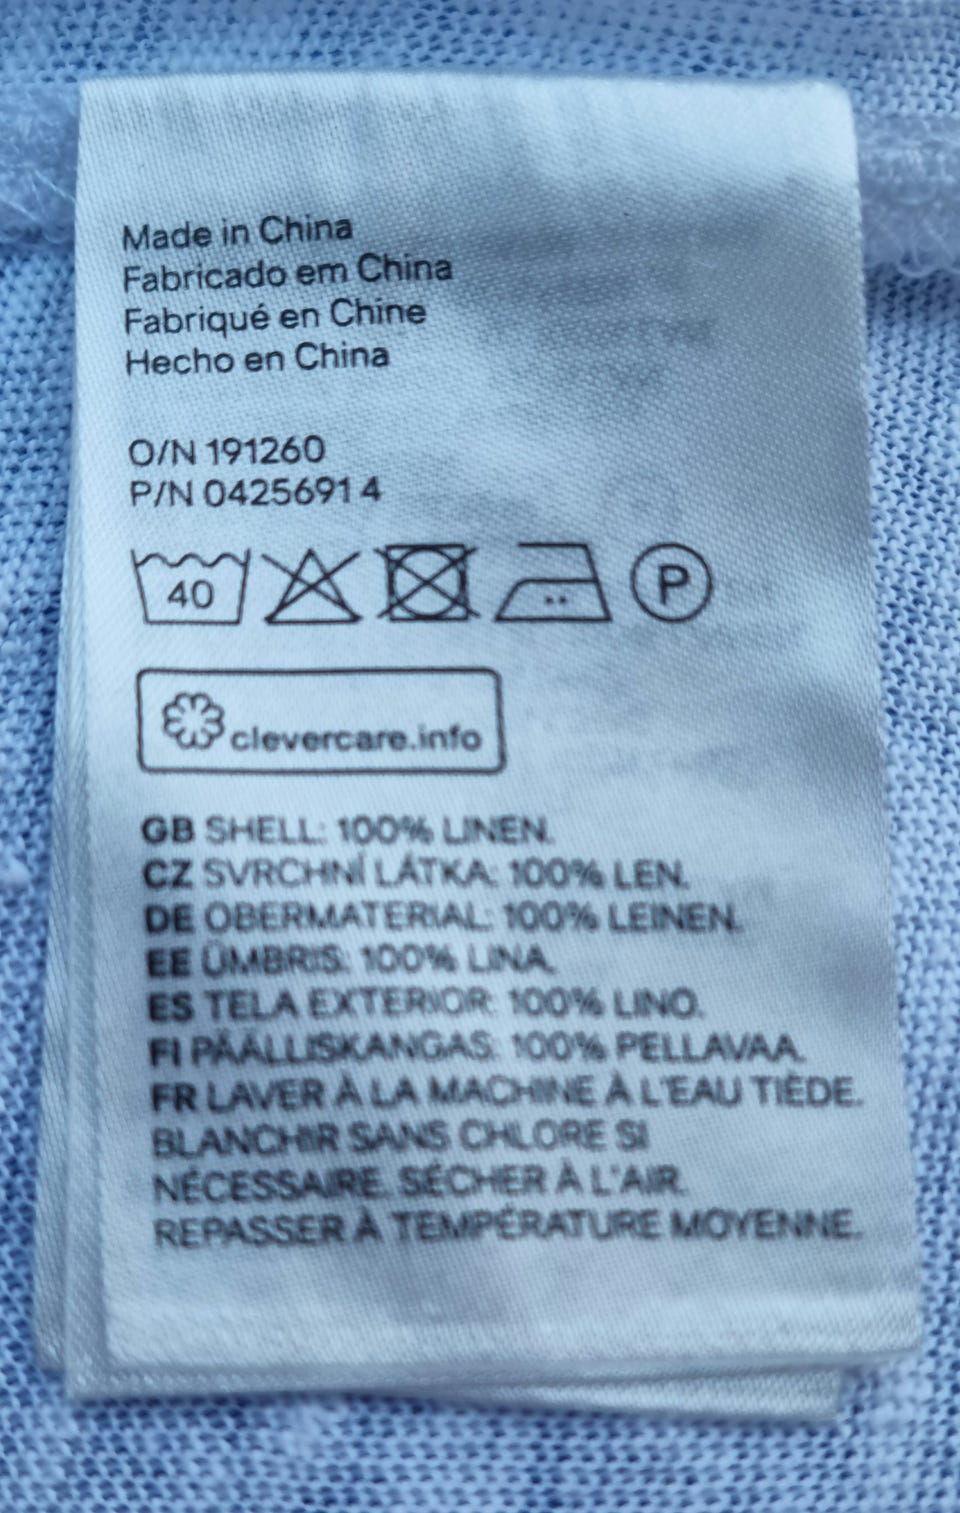 Made in China
Fabricado em China
Fabriqué en Chine
Hecho en China
O/N 191260
P/N 04256914
40 P
clevercare.info
GB SHELL: 100% LINEN.
CZ SVRCHNÍ LÁTKA: 100% LEN.
DE OBERMATERIAL: 100% LEINEN.
EE ÜMBRIS: 100% LINA.
ES TELA EXTERIOR: 100% LINO.
FI PÄÄLLISKANGAS: 100% PELLAVAA.
FR LAVER À LA MACHINE À L'EAU TIÈDE.
BLANCHIR SANS CHLORE SI
NÉCESSAIRE. SÉCHER À L'AIR.
REPASSER À TEMPÉRATURE MOYENNE.